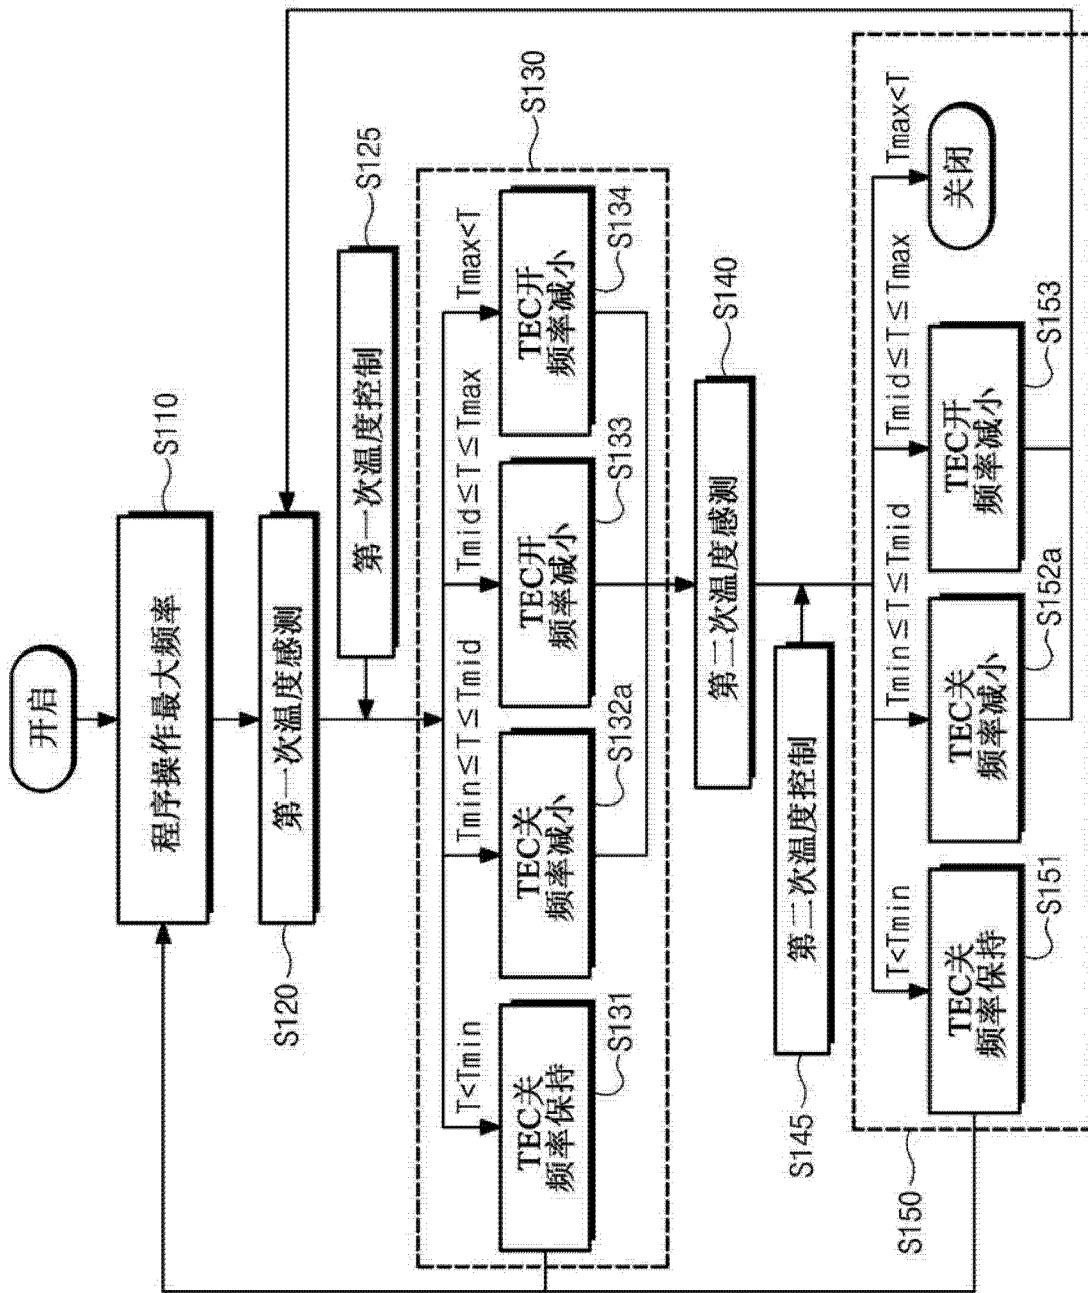 开启
程序操作最大频率
S110
第一次温度感测
S120
第一次温度控制
S125
S130
T<Tmin
Tmin≤T≤Tmid
Tmid≤T≤Tmax
Tmax<T
TEC关
频率保持
S131
TEC关
频率减小
S132a
TEC开
频率减小
S133
TEC开
频率减小
S134
第二次温度感测
S140
第二次温度控制
S145
S150
T<Tmin
Tmin≤T≤Tmid
Tmid≤T≤Tmax
Tmax<T
TEC关
频率保持
S151
TEC关
频率减小
S152a
TEC开
频率减小
S153
关闭